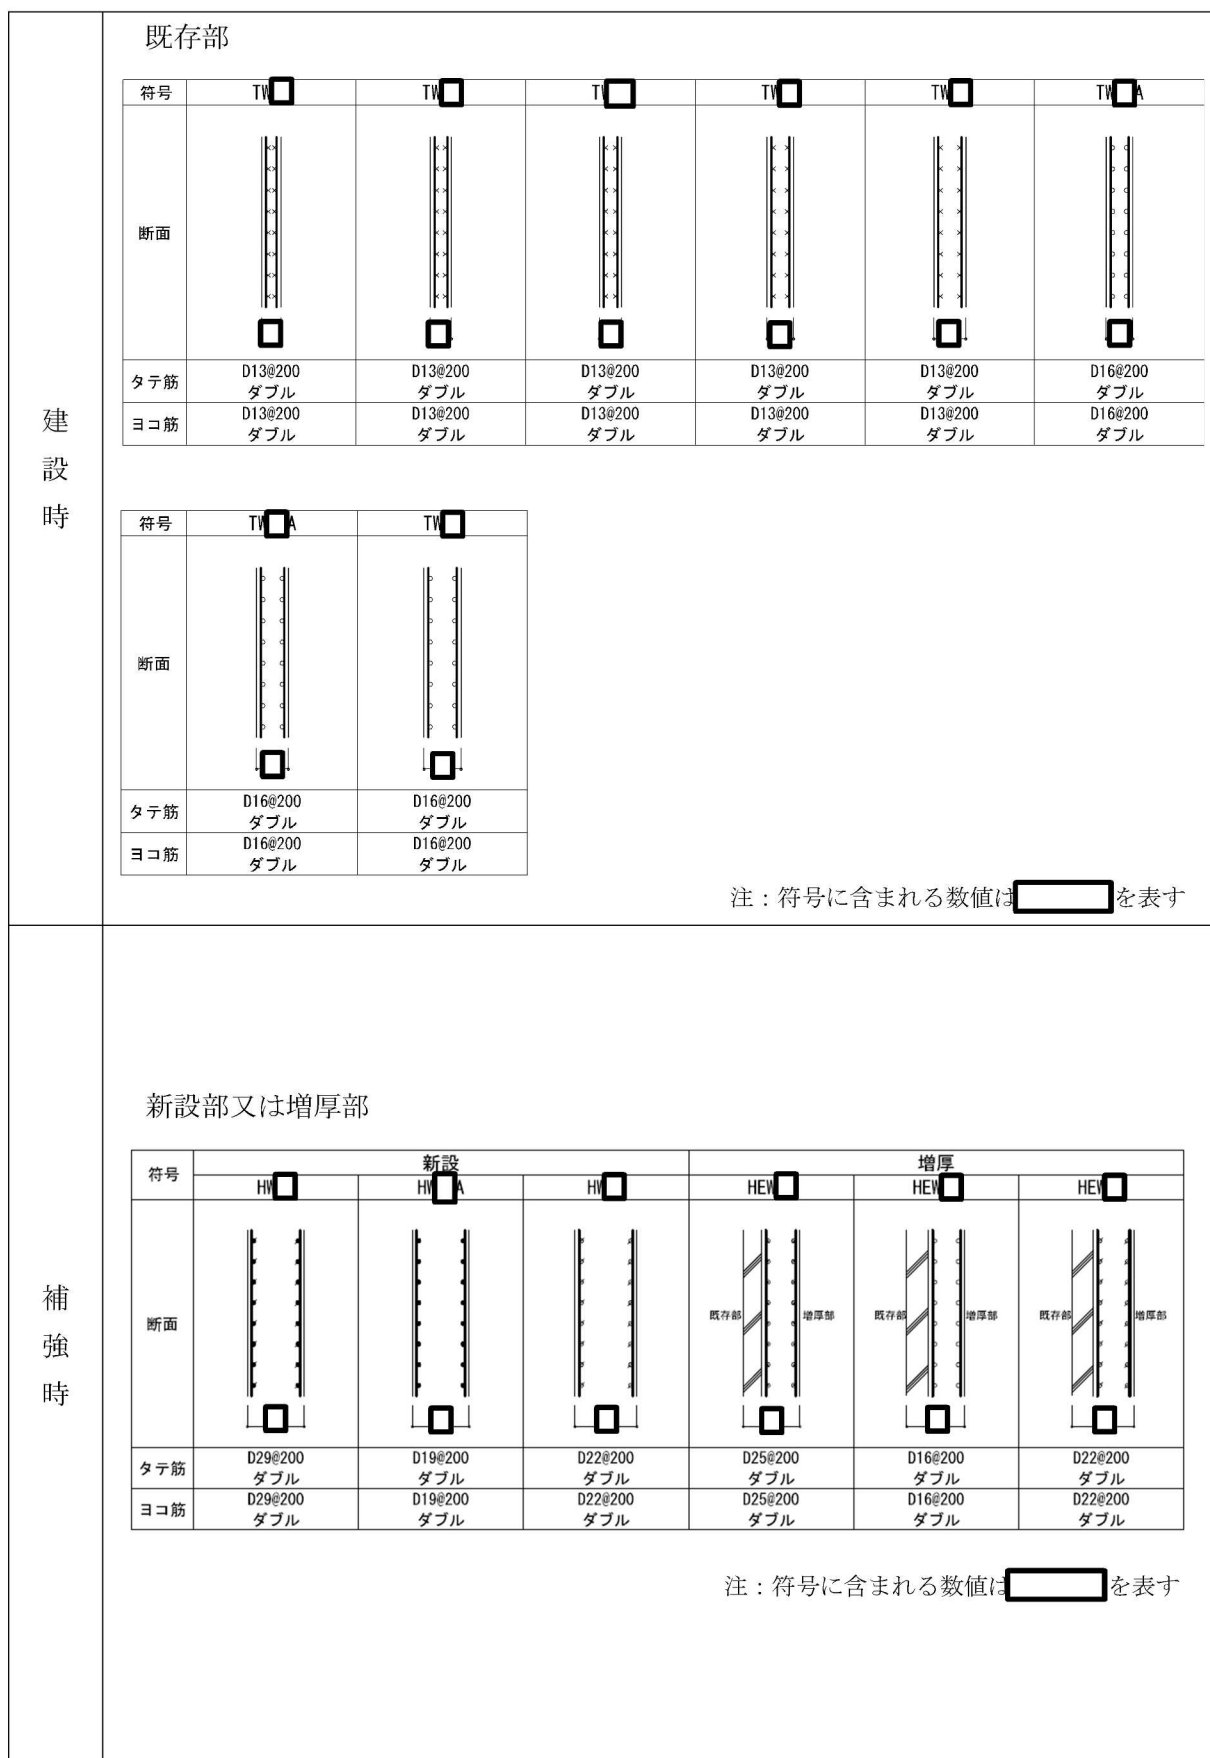 建設時
既存部
符号 TW TW T TW TW TW A
断面
タテ筋 D13@200 D13@200 D13@200 D13@200 D13@200 D16@200
ダブル ダブル ダブル ダブル ダブル ダブル
ヨコ筋 D13@200 D13@200 D13@200 D13@200 D13@200 D16@200
ダブル ダブル ダブル ダブル ダブル ダブル
符号 TW A TW
断面
タテ筋 D16@200 D16@200
ダブル ダブル
ヨコ筋 D16@200 D16@200
ダブル ダブル
注：符号に含まれる数値は を表す
補強時
新設部又は増厚部
符号 新設 増厚
HW HW A HW HEW HEW HEW
断面
既存部 増厚部 既存部 増厚部 既存部 増厚部
タテ筋 D29@200 D19@200 D22@200 D25@200 D16@200 D22@200
ダブル ダブル ダブル ダブル ダブル ダブル
ヨコ筋 D29@200 D19@200 D22@200 D25@200 D16@200 D22@200
ダブル ダブル ダブル ダブル ダブル ダブル
注：符号に含まれる数値は を表す